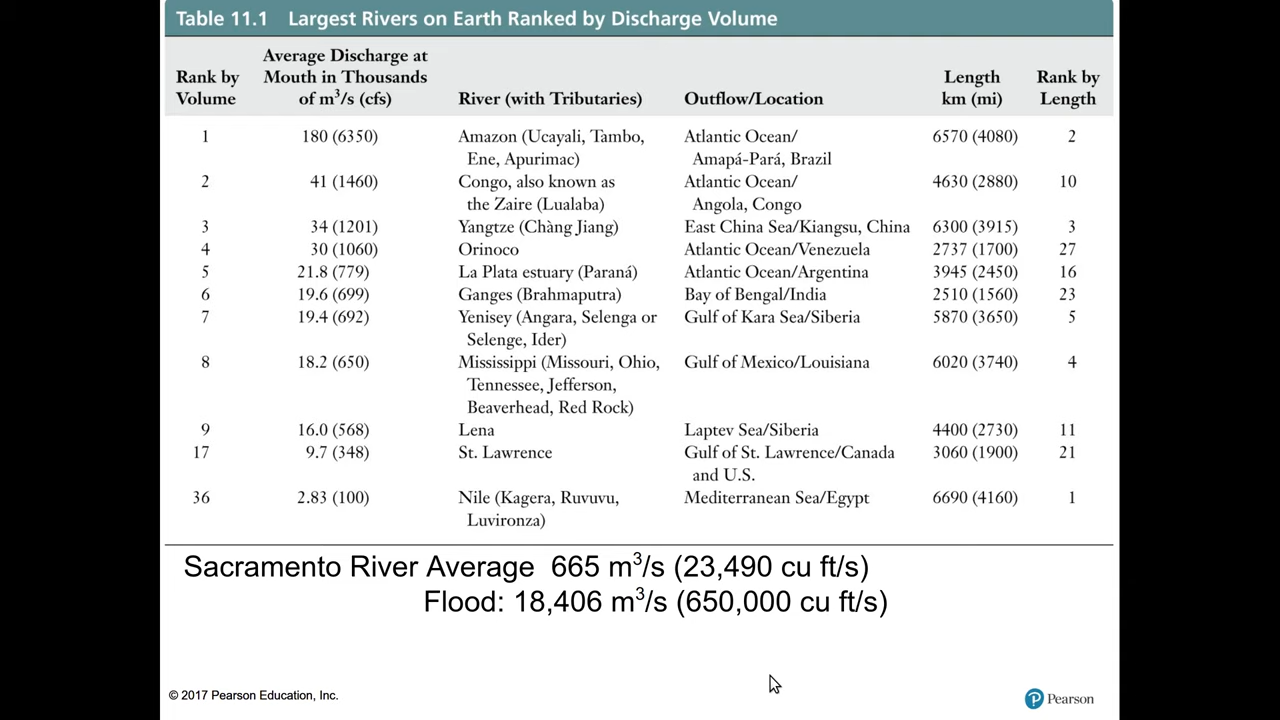 Table 11.1 Largest Rivers on Earth Ranked by Discharge Volume
Rank by Volume Average Discharge at Mouth in Thousands of m³/s (cfs) River (with Tributaries) Outflow/Location Length km (mi) Rank by Length
1 180 (6350) Amazon (Ucayali, Tambo, Ene, Apurimac) Atlantic Ocean/ Amapá-Pará, Brazil 6570 (4080) 2
2 41 (1460) Congo, also known as the Zaire (Lualaba) Atlantic Ocean/ Angola, Congo 4630 (2880) 10
3 34 (1201) Yangtze (Chàng Jiang) East China Sea/Kiangsu, China 6300 (3915) 3
4 30 (1060) Orinoco Atlantic Ocean/Venezuela 2737 (1700) 27
5 21.8 (779) La Plata estuary (Paraná) Atlantic Ocean/Argentina 3945 (2450) 16
6 19.6 (699) Ganges (Brahmaputra) Bay of Bengal/India 2510 (1560) 23
7 19.4 (692) Yenisey (Angara, Selenga or Selenge, Ider) Gulf of Kara Sea/Siberia 5870 (3650) 5
8 18.2 (650) Mississippi (Missouri, Ohio, Tennessee, Jefferson, Beaverhead, Red Rock) Gulf of Mexico/Louisiana 6020 (3740) 4
9 16.0 (568) Lena Laptev Sea/Siberia 4400 (2730) 11
17 9.7 (348) St. Lawrence Gulf of St. Lawrence/Canada and U.S. 3060 (1900) 21
36 2.83 (100) Nile (Kagera, Ruvuvu, Luvironza) Mediterranean Sea/Egypt 6690 (4160) 1
Sacramento River Average 665 m³/s (23,490 cu ft/s)
Flood: 18,406 m³/s (650,000 cu ft/s)
© 2017 Pearson Education, Inc.
Pearson